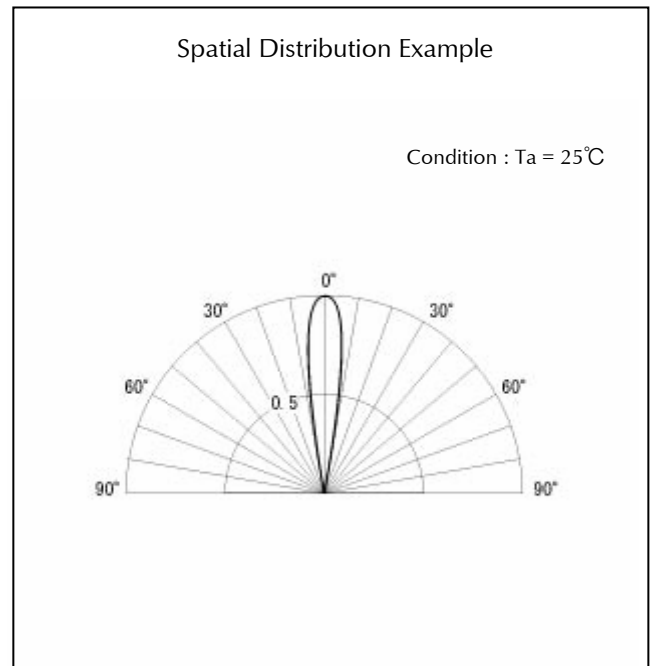 Spatial Distribution Example
Condition : Ta = 25℃
0°
30° 30°
60° 60°
0. 5
90° 90°